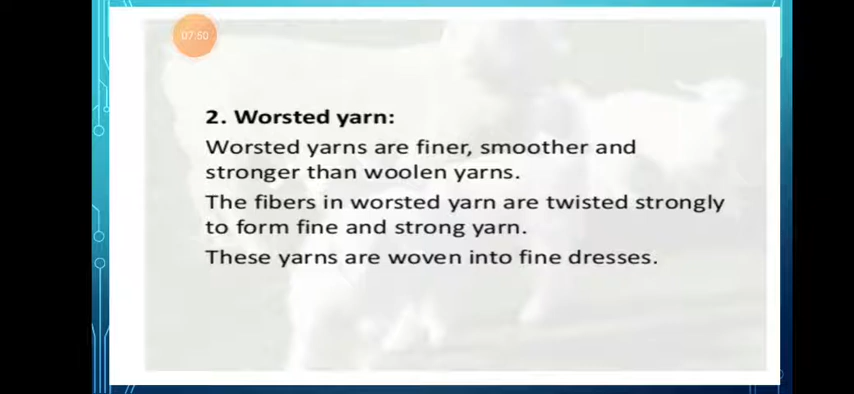 07:50
2. Worsted yarn:
Worsted yarns are finer, smoother and
stronger than woolen yarns.
The fibers in worsted yarn are twisted strongly
to form fine and strong yarn.
These yarns are woven into fine dresses.